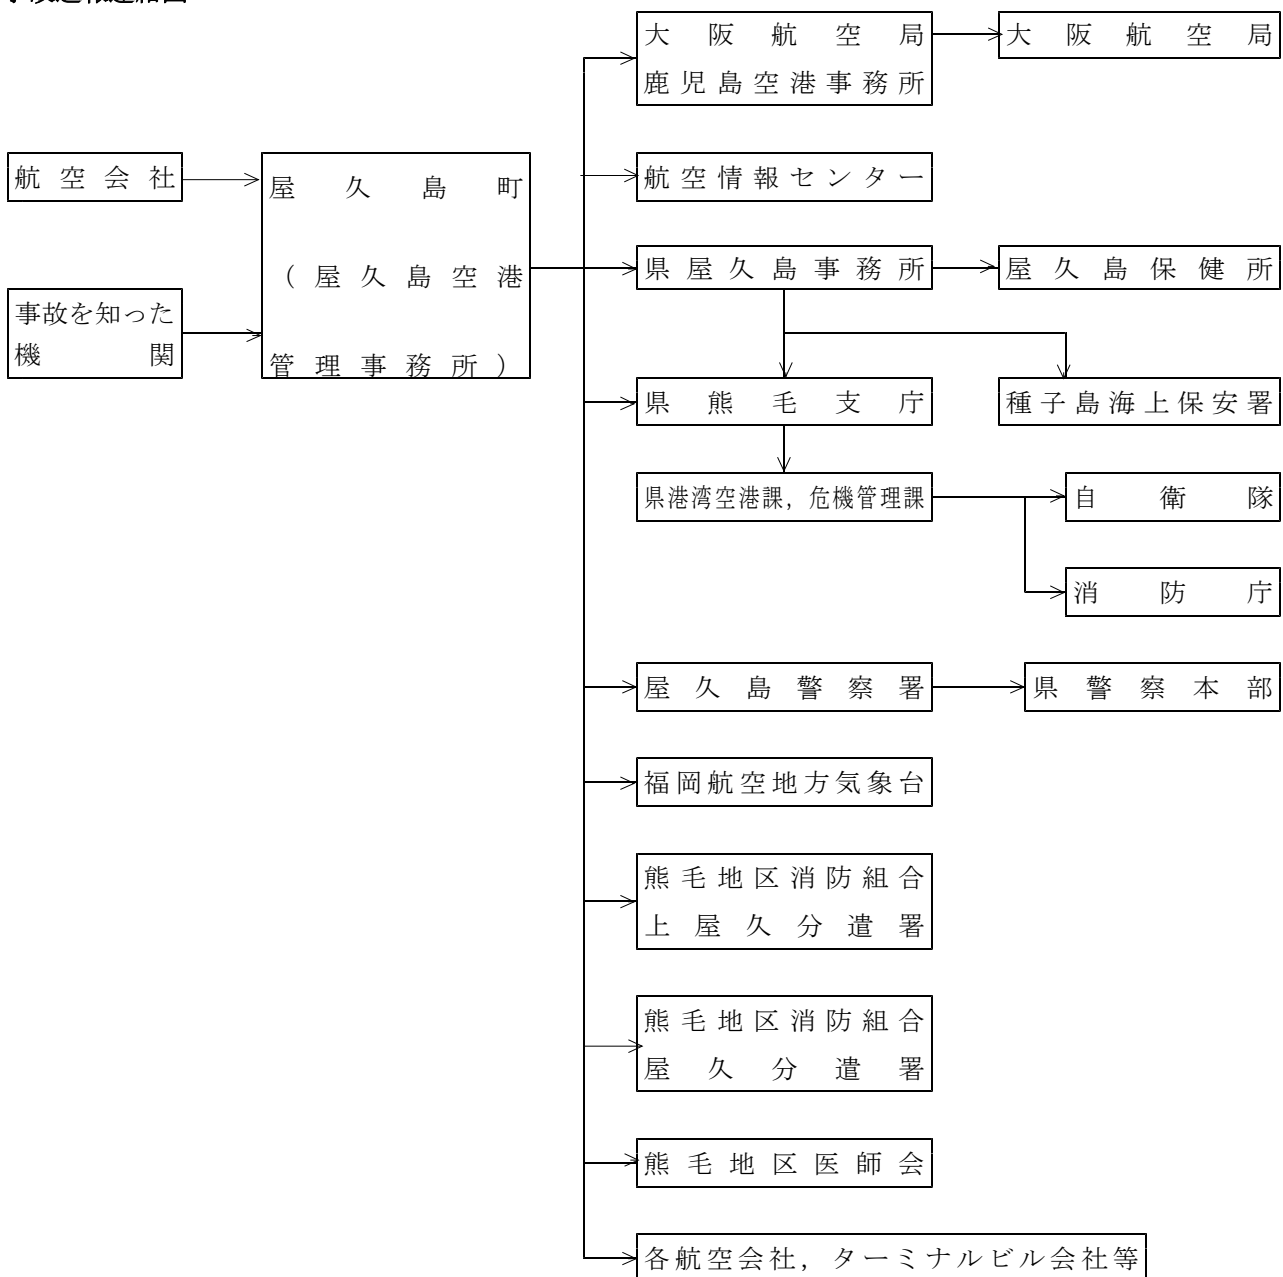 大阪航空局
鹿児島空港事務所
大阪航空局
航空会社
屋久島町
（屋久島空港
管理事務所）
航空情報センター
県屋久島事務所
屋久島保健所
事故を知った
機関
県熊毛支庁
種子島海上保安署
県港湾空港課，危機管理課
自衛隊
消防庁
屋久島警察署
県警察本部
福岡航空地方気象台
熊毛地区消防組合
上屋久分遣署
熊毛地区消防組合
屋久分遣署
熊毛地区医師会
各航空会社，ターミナルビル会社等